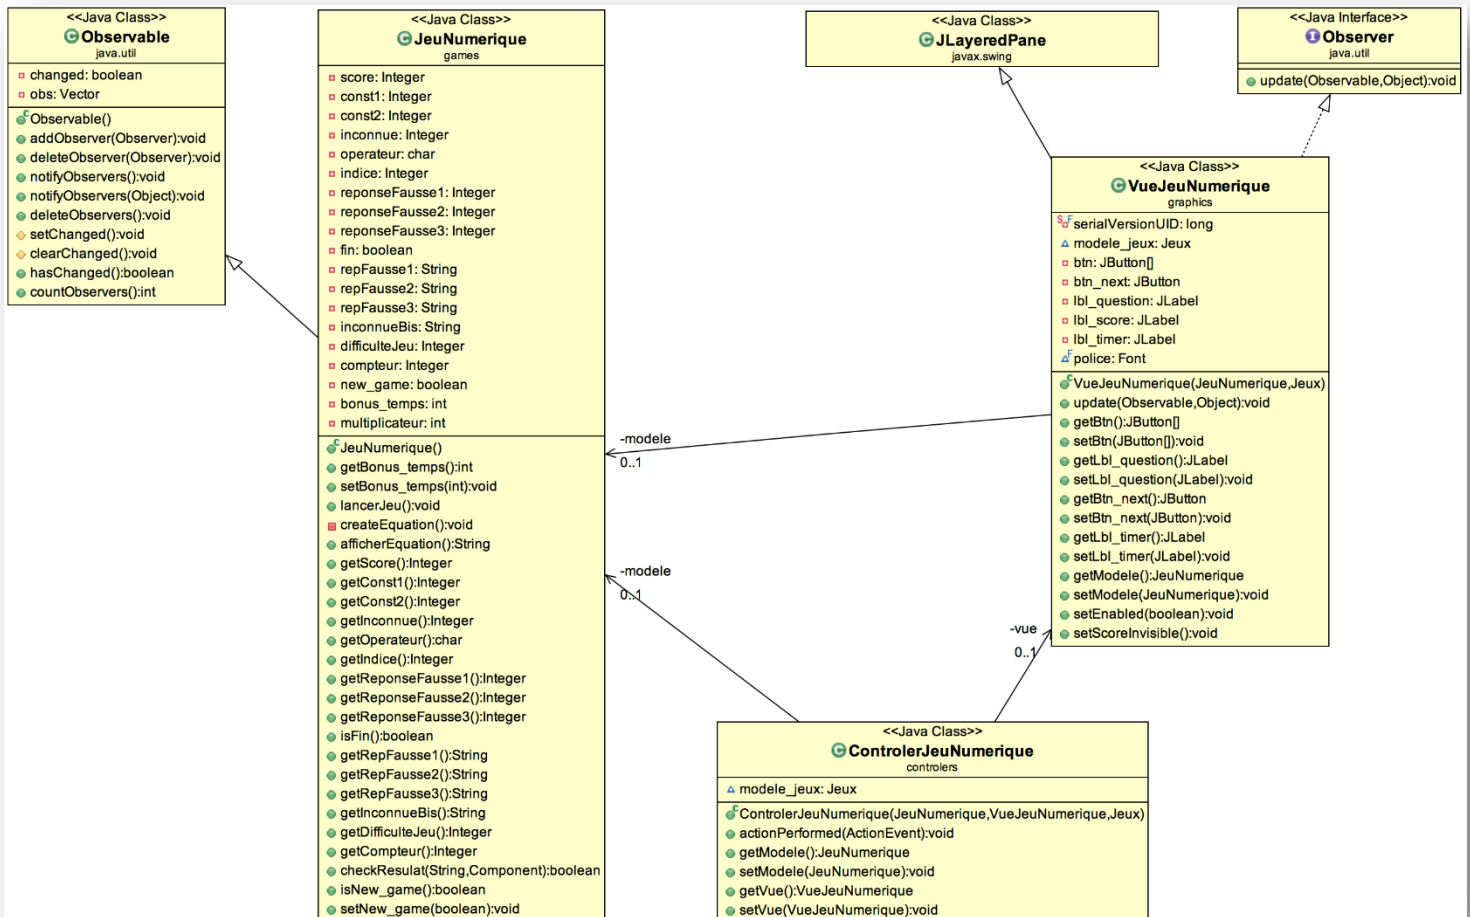 <<Java Class>>
Observable
java.util
changed: boolean
obs: Vector
Observable()
addObserver(Observer):void
deleteObserver(Observer):void
notifyObservers():void
notifyObservers(Object):void
deleteObservers():void
setChanged():void
clearChanged():void
hasChanged():boolean
countObservers():int
<<Java Class>>
JeuNumerique
games
score: Integer
const1: Integer
const2: Integer
inconnue: Integer
operateur: char
indice: Integer
reponseFausse1: Integer
reponseFausse2: Integer
reponseFausse3: Integer
fin: boolean
repFausse1: String
repFausse2: String
repFausse3: String
inconnueBis: String
difficulteJeu: Integer
compteur: Integer
new_game: boolean
bonus_temps: int
multiplicateur: int
JeuNumerique()
getBonus_temps():int
setBonus_temps(int):void
lancerJeu():void
createEquation():void
afficherEquation():String
getScore():Integer
getConst1():Integer
getConst2():Integer
getInconnue():Integer
getOperateur():char
getIndice():Integer
getReponseFausse1():Integer
getReponseFausse2():Integer
getReponseFausse3():Integer
isFin():boolean
getRepFausse1():String
getRepFausse2():String
getRepFausse3():String
getInconnueBis():String
getDifficulteJeu():Integer
getCompteur():Integer
checkResulat(String,Component):boolean
isNew_game():boolean
setNew_game(boolean):void
<<Java Class>>
JLayeredPane
javax.swing
<<Java Interface>>
Observer
java.util
update(Observable,Object):void
<<Java Class>>
VueJeuNumerique
graphics
serialVersionUID: long
modele_jeux: Jeux
btn: JButton[]
btn_next: JButton
lbl_question: JLabel
lbl_score: JLabel
lbl_timer: JLabel
police: Font
VueJeuNumerique(JeuNumerique,Jeux)
update(Observable,Object):void
getBtn():JButton[]
setBtn(JButton[]):void
getLbl_question():JLabel
setLbl_question(JLabel):void
getBtn_next():JButton
setBtn_next(JButton):void
getLbl_timer():JLabel
setLbl_timer(JLabel):void
getModele():JeuNumerique
setModele(JeuNumerique):void
setEnabled(boolean):void
setScoreInvisible():void
-modele
0..1
-modele
0..1
-vue
0..1
<<Java Class>>
ControlerJeuNumerique
controlers
modele_jeux: Jeux
ControlerJeuNumerique(JeuNumerique,VueJeuNumerique,Jeux)
actionPerformed(ActionEvent):void
getModele():JeuNumerique
setModele(JeuNumerique):void
getVue():VueJeuNumerique
setVue(VueJeuNumerique):void